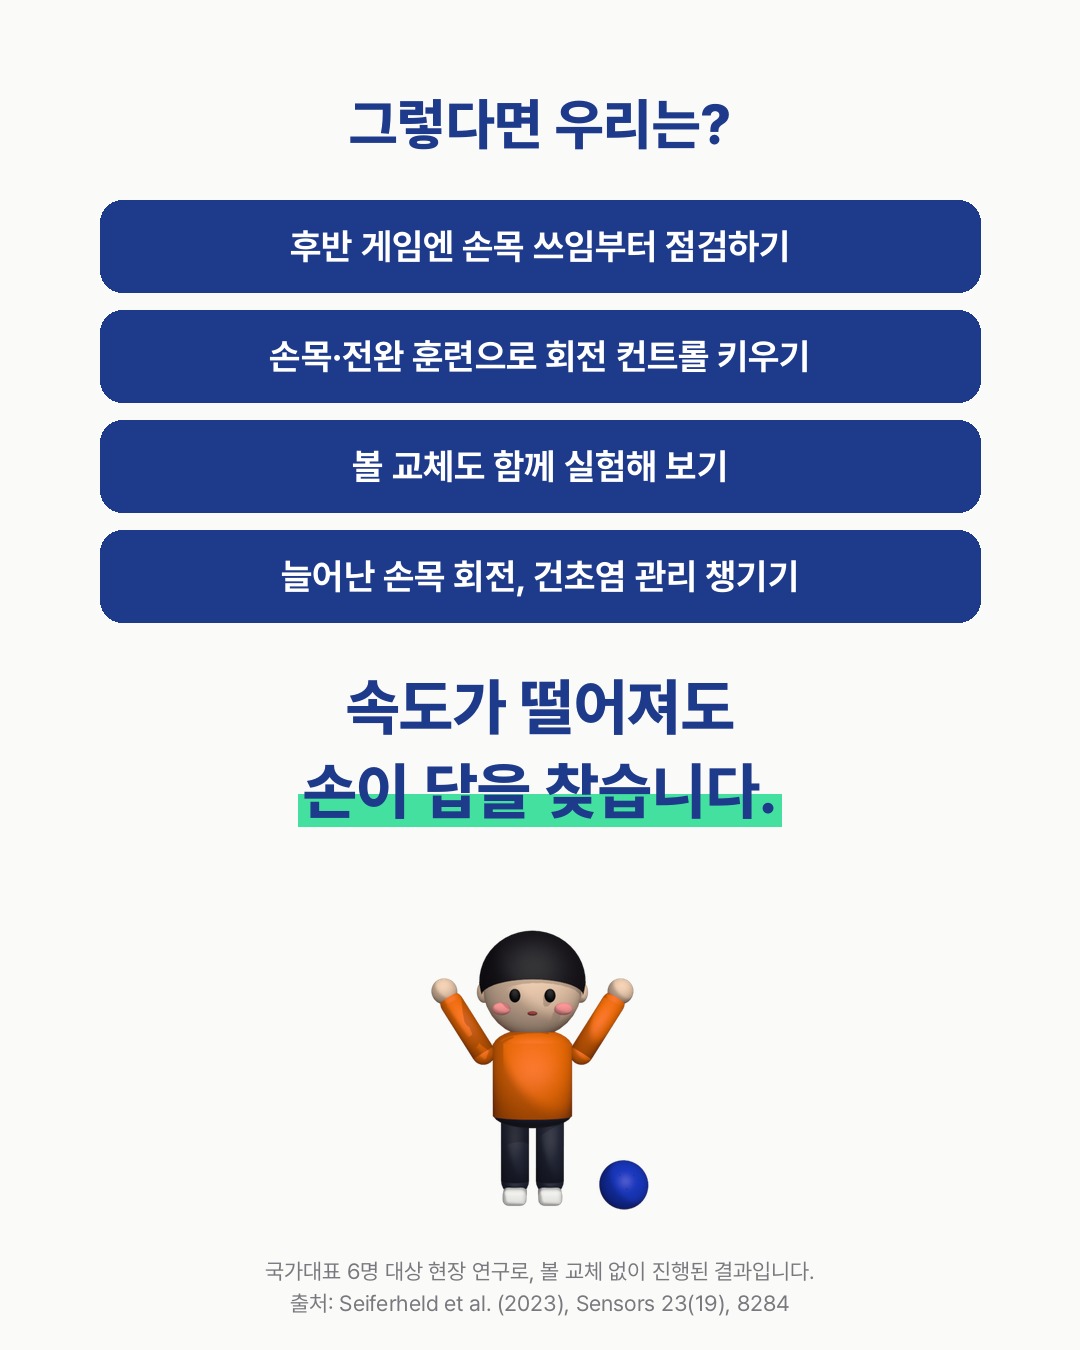 그렇다면 우리는?
후반 게임엔 손목 쓰임부터 점검하기
손목·전완 훈련으로 회전 컨트롤 키우기
볼 교체도 함께 실험해 보기
늘어난 손목 회전, 건초염 관리 챙기기
속도가 떨어져도
손이 답을 찾습니다.
국가대표 6명 대상 현장 연구로, 볼 교체 없이 진행된 결과입니다.
출처: Seiferheld et al. (2023), Sensors 23(19), 8284